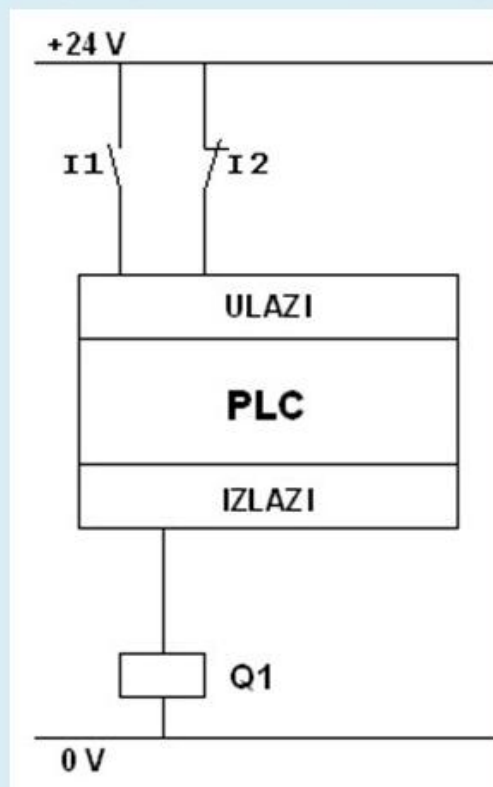 +24 V
I1 I2
ULAZI
PLC
IZLAZI
Q1
0 V